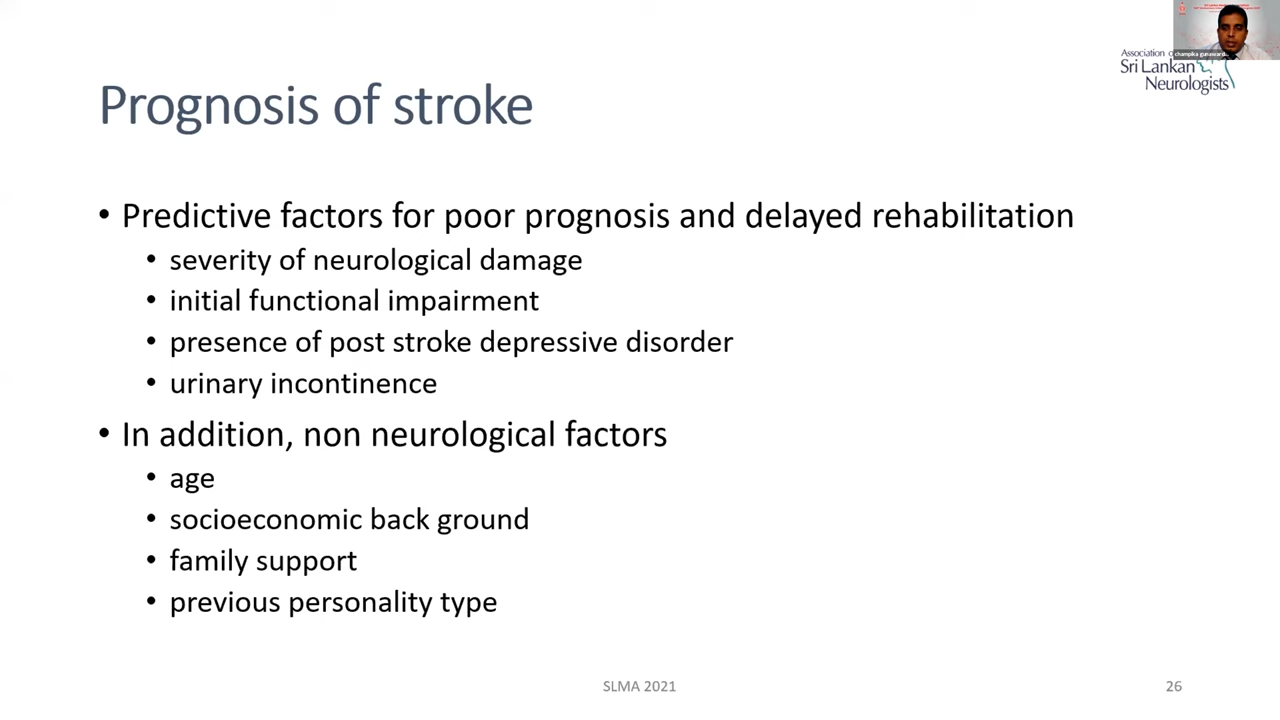 champika gunaward...
Association of
Sri Lankan
Neurologists
Prognosis of stroke
• Predictive factors for poor prognosis and delayed rehabilitation
• severity of neurological damage
• initial functional impairment
• presence of post stroke depressive disorder
• urinary incontinence
• In addition, non neurological factors
• age
• socioeconomic back ground
• family support
• previous personality type
SLMA 2021
26